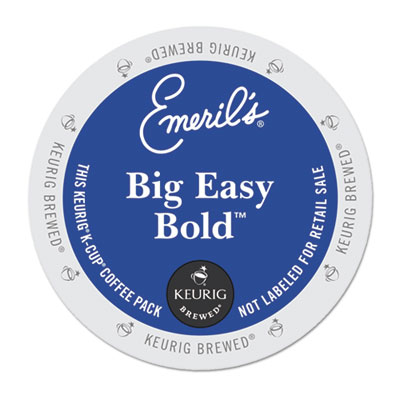 KEURIG BREWED®
KEURIG BREWED®
KEURIG BREWED®
KEURIG BREWED®
Emeril's®
Big Easy
Bold™
THIS KEURIG® K-CUP® COFFEE PACK
NOT LABELED FOR RETAIL SALE
KEURIG
BREWED®